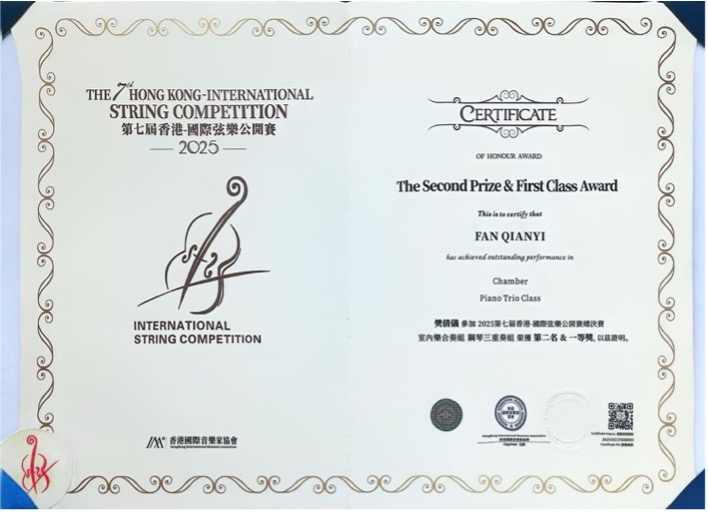 THE 7th HONG KONG-INTERNATIONAL
STRING COMPETITION
第七届香港-國際弦樂公開賽
2025
INTERNATIONAL
STRING COMPETITION
香港國際音樂家協會
CERTIFICATE
OF HONOUR AWARD
The Second Prize & First Class Award
This is to certify that
FAN QIANYI
has achieved outstanding performance in
Chamber
Piano Trio Class
樊倩儀 參加 2025第七届香港-國際弦樂公開賽總決賽
室內樂合奏組 鋼琴三重奏組 榮獲 第二名 & 一等獎, 以茲證明。